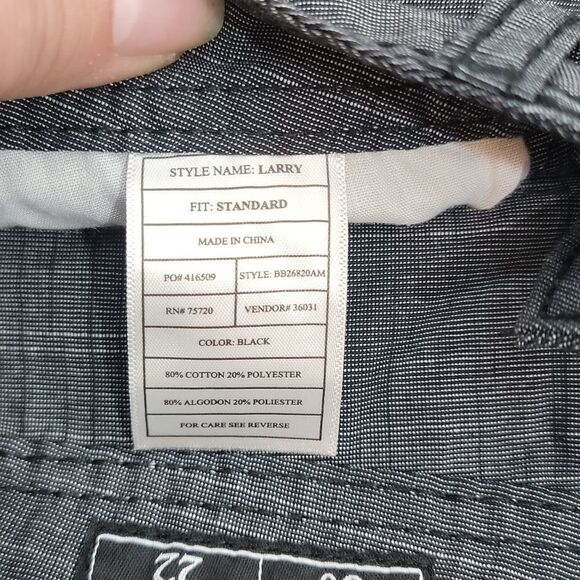 STYLE NAME: LARRY
FIT: STANDARD
MADE IN CHINA
PO# 416509 STYLE: BB26820AM
RN# 75720 VENDOR# 36031
COLOR: BLACK
80% COTTON 20% POLYESTER
80% ALGODON 20% POLIESTER
FOR CARE SEE REVERSE
22